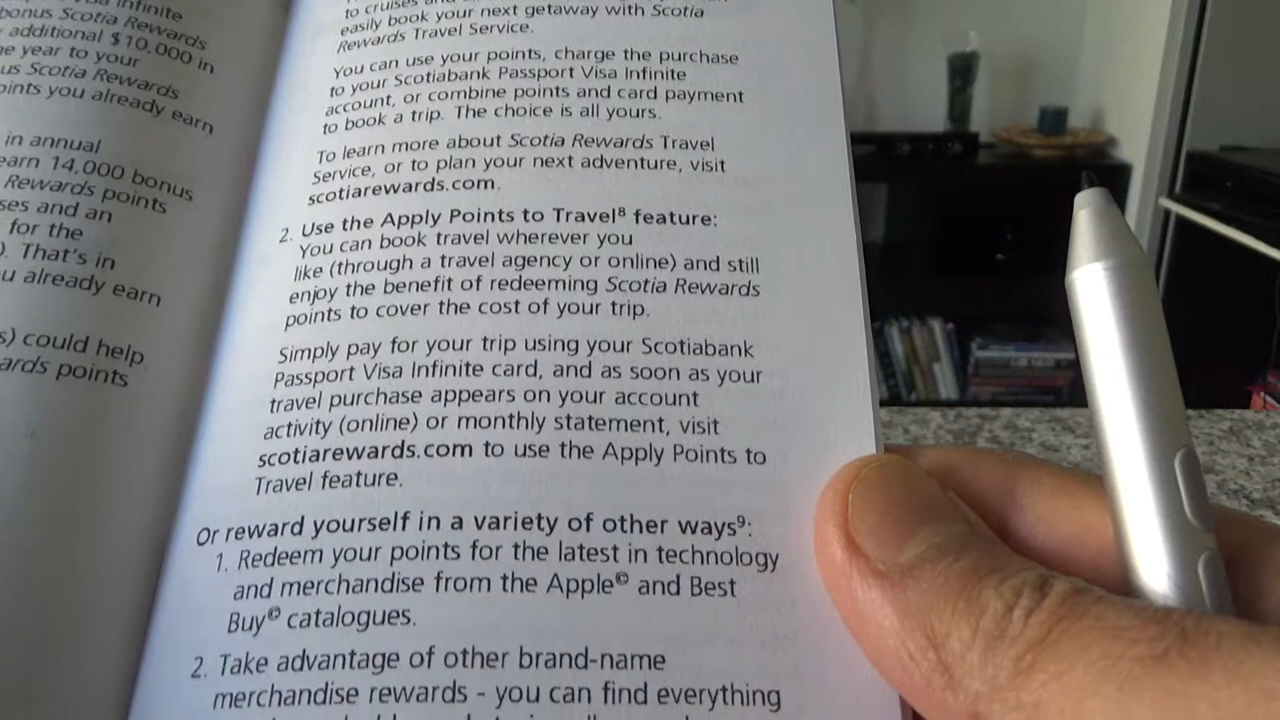 Infinite
bonus Scotia Rewards
additional $10,000 in
year to your
Scotia Rewards
points you already earn
in annual
earn 14,000 bonus
Rewards points
and an
for the
). That's in
already earn
s) could help
points
to cruises and
easily book your next getaway with Scotia
Rewards Travel Service.
You can use your points, charge the purchase
to your Scotiabank Passport Visa Infinite
account, or combine points and card payment
to book a trip. The choice is all yours.
To learn more about Scotia Rewards Travel
Service, or to plan your next adventure, visit
scotiarewards.com.
2. Use the Apply Points to Travel⁸ feature:
You can book travel wherever you
like (through a travel agency or online) and still
enjoy the benefit of redeeming Scotia Rewards
points to cover the cost of your trip.
Simply pay for your trip using your Scotiabank
Passport Visa Infinite card, and as soon as your
travel purchase appears on your account
activity (online) or monthly statement, visit
scotiarewards.com to use the Apply Points to
Travel feature.
Or reward yourself in a variety of other ways⁹:
1. Redeem your points for the latest in technology
and merchandise from the Apple© and Best
Buy© catalogues.
2. Take advantage of other brand-name
merchandise rewards - you can find everything